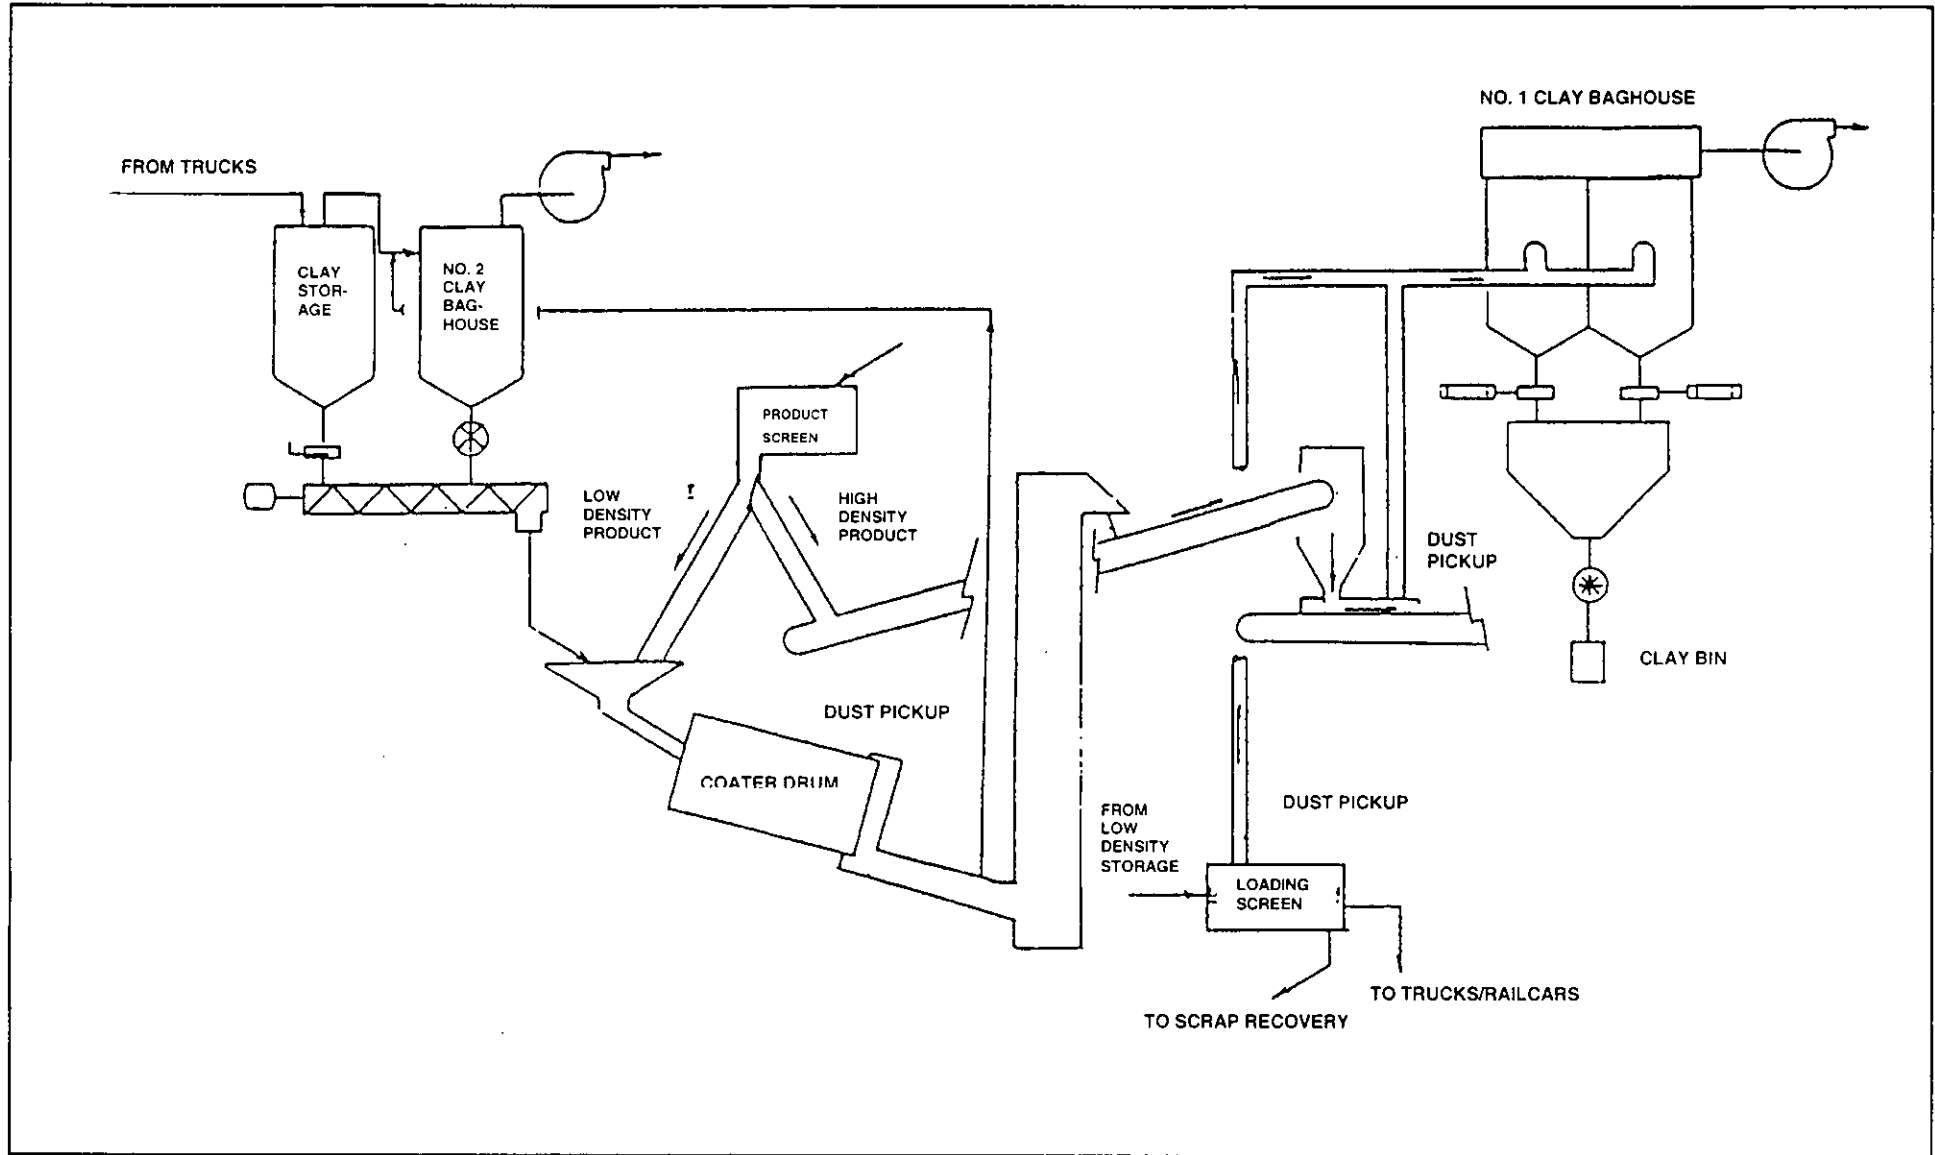 NO. 1 CLAY BAGHOUSE
FROM TRUCKS
CLAY
STOR-
AGE
NO. 2
CLAY
BAG-
HOUSE
PRODUCT
SCREEN
LOW
DENSITY
PRODUCT
HIGH
DENSITY
PRODUCT
DUST
PICKUP
CLAY BIN
DUST PICKUP
COATER DRUM
DUST PICKUP
FROM
LOW
DENSITY
STORAGE
LOADING
SCREEN
TO TRUCKS/RAILCARS
TO SCRAP RECOVERY